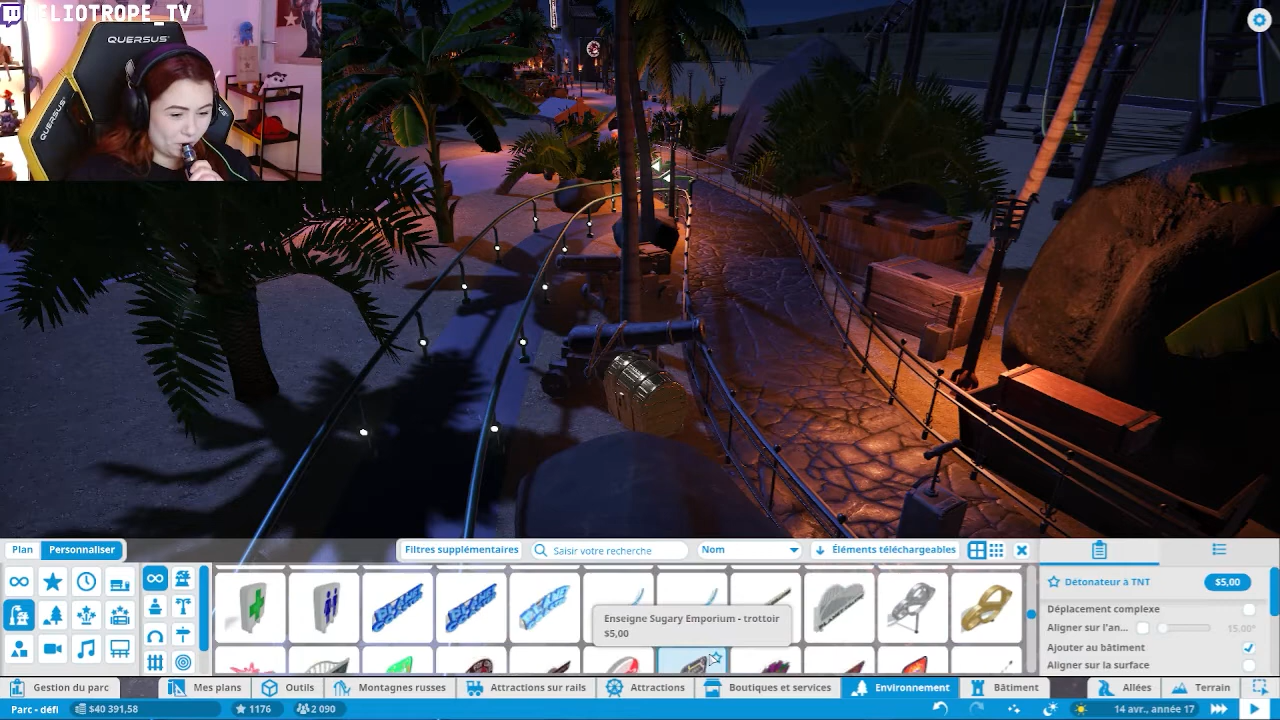 HELIOTROPE_TV
QUERSUS
QUERSUS
Plan
Personnaliser
Filtres supplémentaires
Saisir votre recherche
Nom
Éléments téléchargeables
Détonateur à TNT
$5,00
Déplacement complexe
Aligner sur l'an...
15,00°
Ajouter au bâtiment
Aligner sur la surface
Enseigne Sugary Emporium - trottoir
$5,00
Gestion du parc
Mes plans
Outils
Montagnes russes
Attractions sur rails
Attractions
Boutiques et services
Environnement
Bâtiment
Allées
Terrain
Parc - défi
$40 391,58
1176
2 090
14 avr., année 17